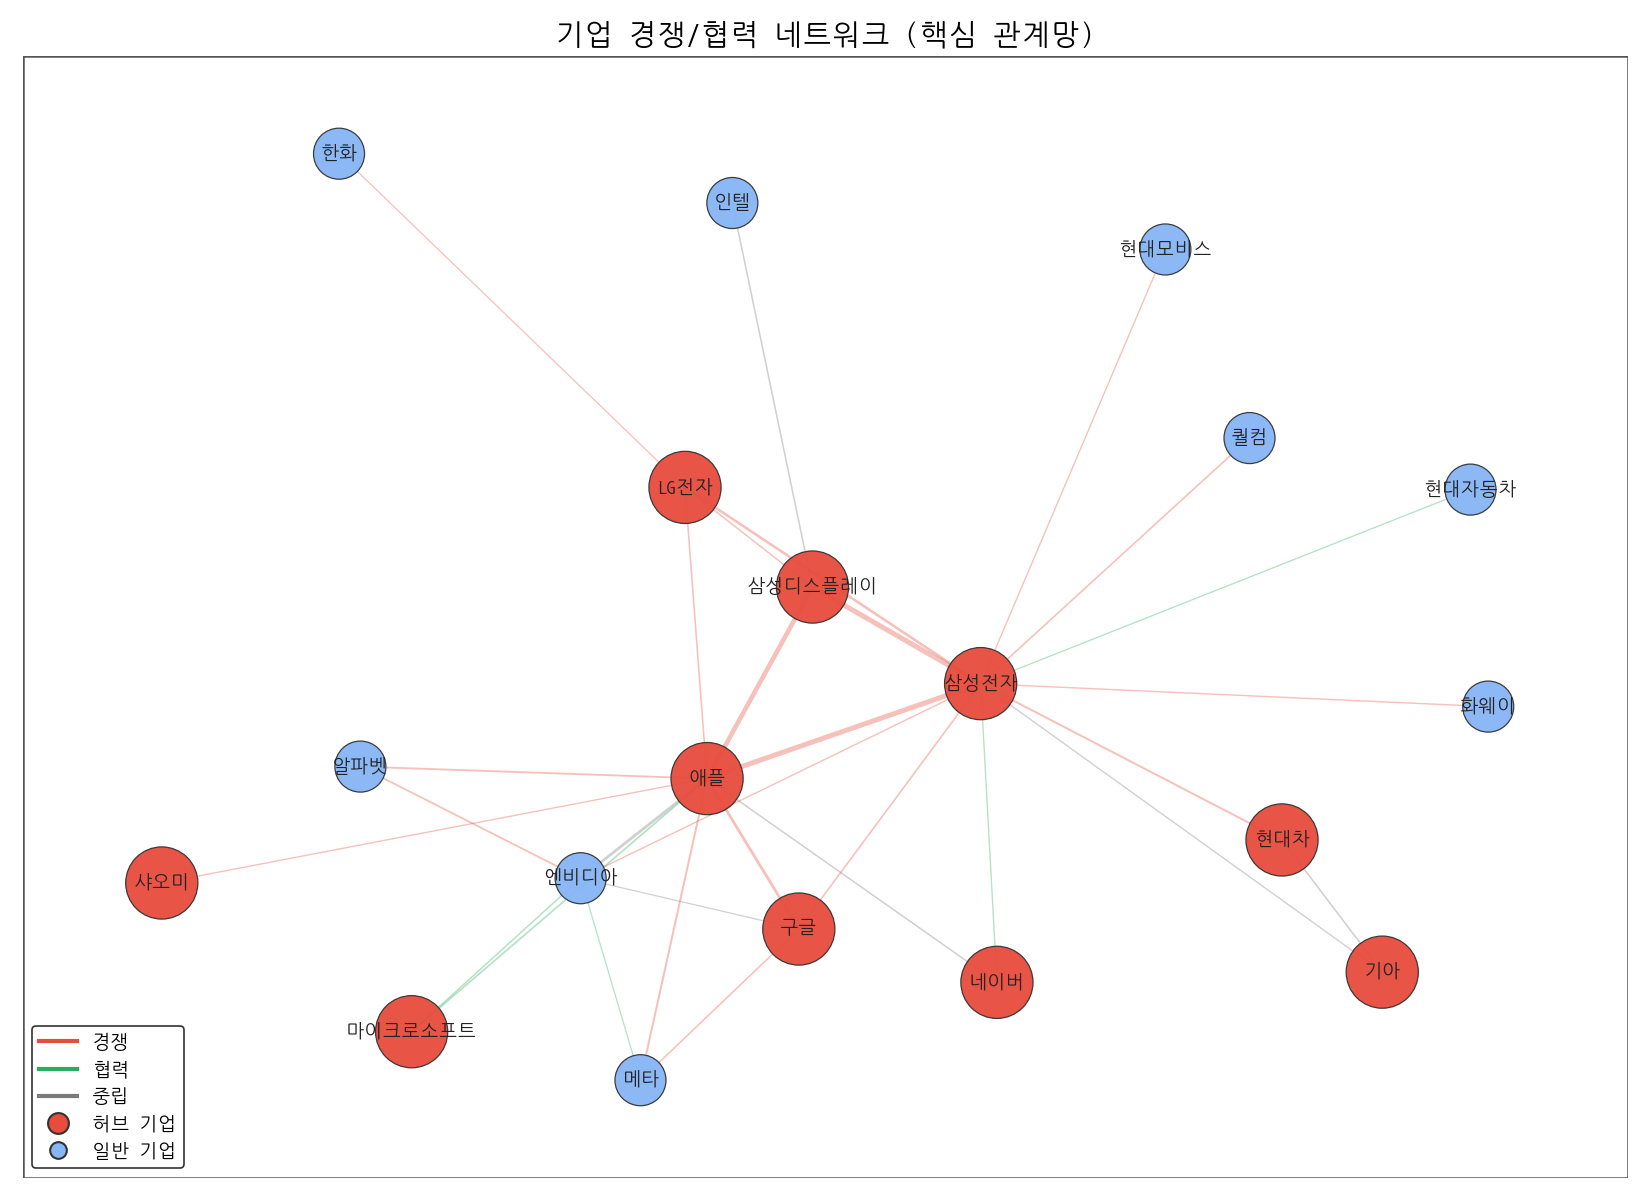 기업 경쟁/협력 네트워크 (핵심 관계망)
한화
인텔
현대모비스
퀄컴
LG전자
현대자동차
삼성디스플레이
삼성전자
화웨이
알파벳
애플
현대차
샤오미
엔비디아
구글
네이버
기아
마이크로소프트
메타
경쟁
협력
중립
허브 기업
일반 기업